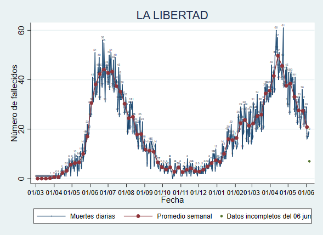 LA LIBERTAD
Número de fallecidos
60
40
20
0
01/03 01/04 01/05 01/06 01/07 01/08 01/09 01/10 01/11 01/12 01/01 01/02 01/03 01/04 01/05 01/06
Fecha
Muertes diarias Promedio semanal Datos incompletos del 06 jun